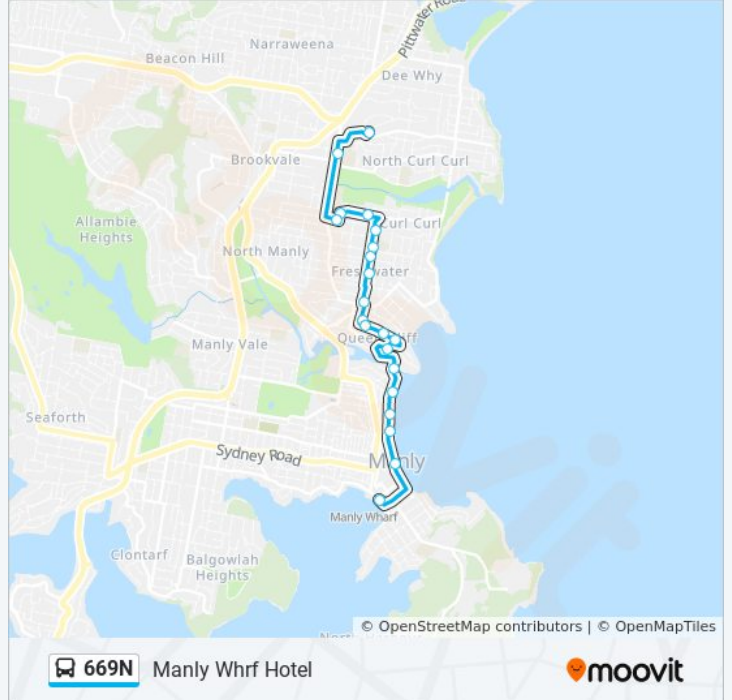 Pittwater Road
Narraweena
Beacon Hill
Dee Why
Brookvale
North Curl Curl
Allambie
Heights
Curl Curl
North Manly
Freshwater
Manly Vale
Seaforth
Sydney Road
Manly
Manly Wharf
Clontarf
Balgowlah
Heights
© OpenStreetMap contributors | © OpenMapTiles
669N
Manly Whrf Hotel
moovit